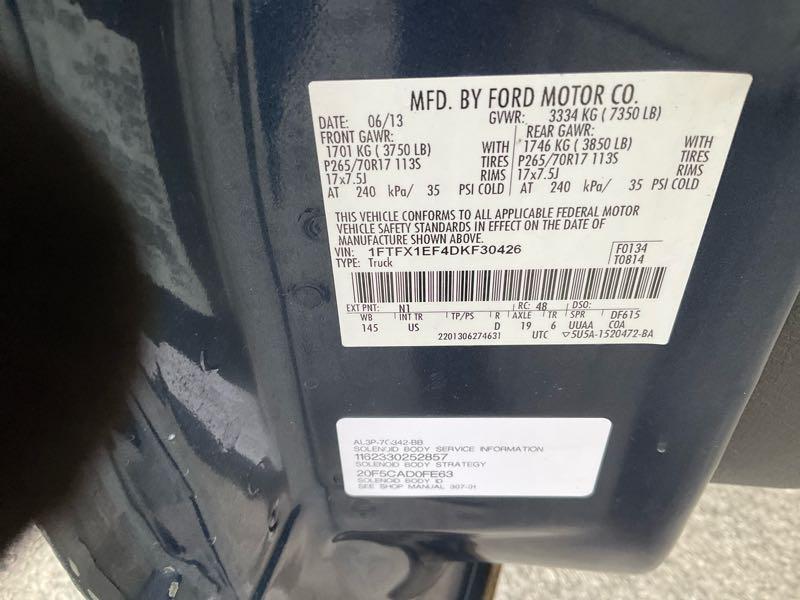 MFD. BY FORD MOTOR CO.
DATE: 06/13 GVWR: 3334 KG ( 7350 LB)
FRONT GAWR: REAR GAWR:
1701 KG ( 3750 LB) WITH 1746 KG ( 3850 LB) WITH
P265/70R17 113S TIRES P265/70R17 113S TIRES
17x7.5J RIMS 17x7.5J RIMS
AT 240 kPa/ 35 PSI COLD AT 240 kPa/ 35 PSI COLD
THIS VEHICLE CONFORMS TO ALL APPLICABLE FEDERAL MOTOR
VEHICLE SAFETY STANDARDS IN EFFECT ON THE DATE OF
MANUFACTURE SHOWN ABOVE.
VIN: 1FTFX1EF4DKF30426 F0134
TYPE: Truck T0814
EXT PNT: N1 RC: 48 DSO:
WB INT TR TP/PS R AXLE TR SPR DF615
145 US D 19 6 UUAA C0A
2201306274631 UTC ▽5U5A-1520472-BA
SOLENOID BODY SERVICE INFORMATION
1162330252857
SOLENOID BODY STRATEGY
20F5CAD0FE63
SOLENOID BODY ID
SEE SHOP MANUAL 307-01